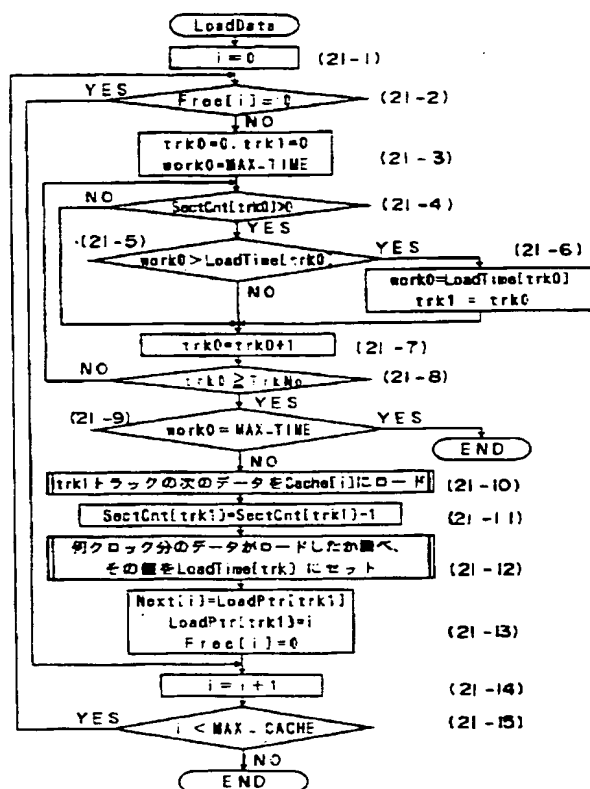 LoadData
i=0 (21-1)
YES Free[i]=0 (21-2)
NO
trk0=0. trk1=0
work0=MAX-TIME (21-3)
NO SectCnt[trk0]>0 (21-4)
(21-5) YES YES (21-6)
work0>LoadTime[trk0
work0=LoadTime[trk0]
trk1 = trk0
NO
trk0=trk0+1 (21-7)
NO trk0≧TrkNo (21-8)
YES
(21-9) work0=MAX-TIME YES
END
NO
trk1トラックの次のデータをCache[i]にロード (21-10)
SectCnt[trk1]=SectCnt[trk1]-1 (21-11)
何クロック分のデータがロードしたか調べ、
その値をLoadTime[trk]にセット (21-12)
Next[i]=LoadPtr[trk1]
LoadPtr[trk1]=i
Free[i]=0 (21-13)
i=i+1 (21-14)
YES i < MAX - CACHE (21-15)
NO
END